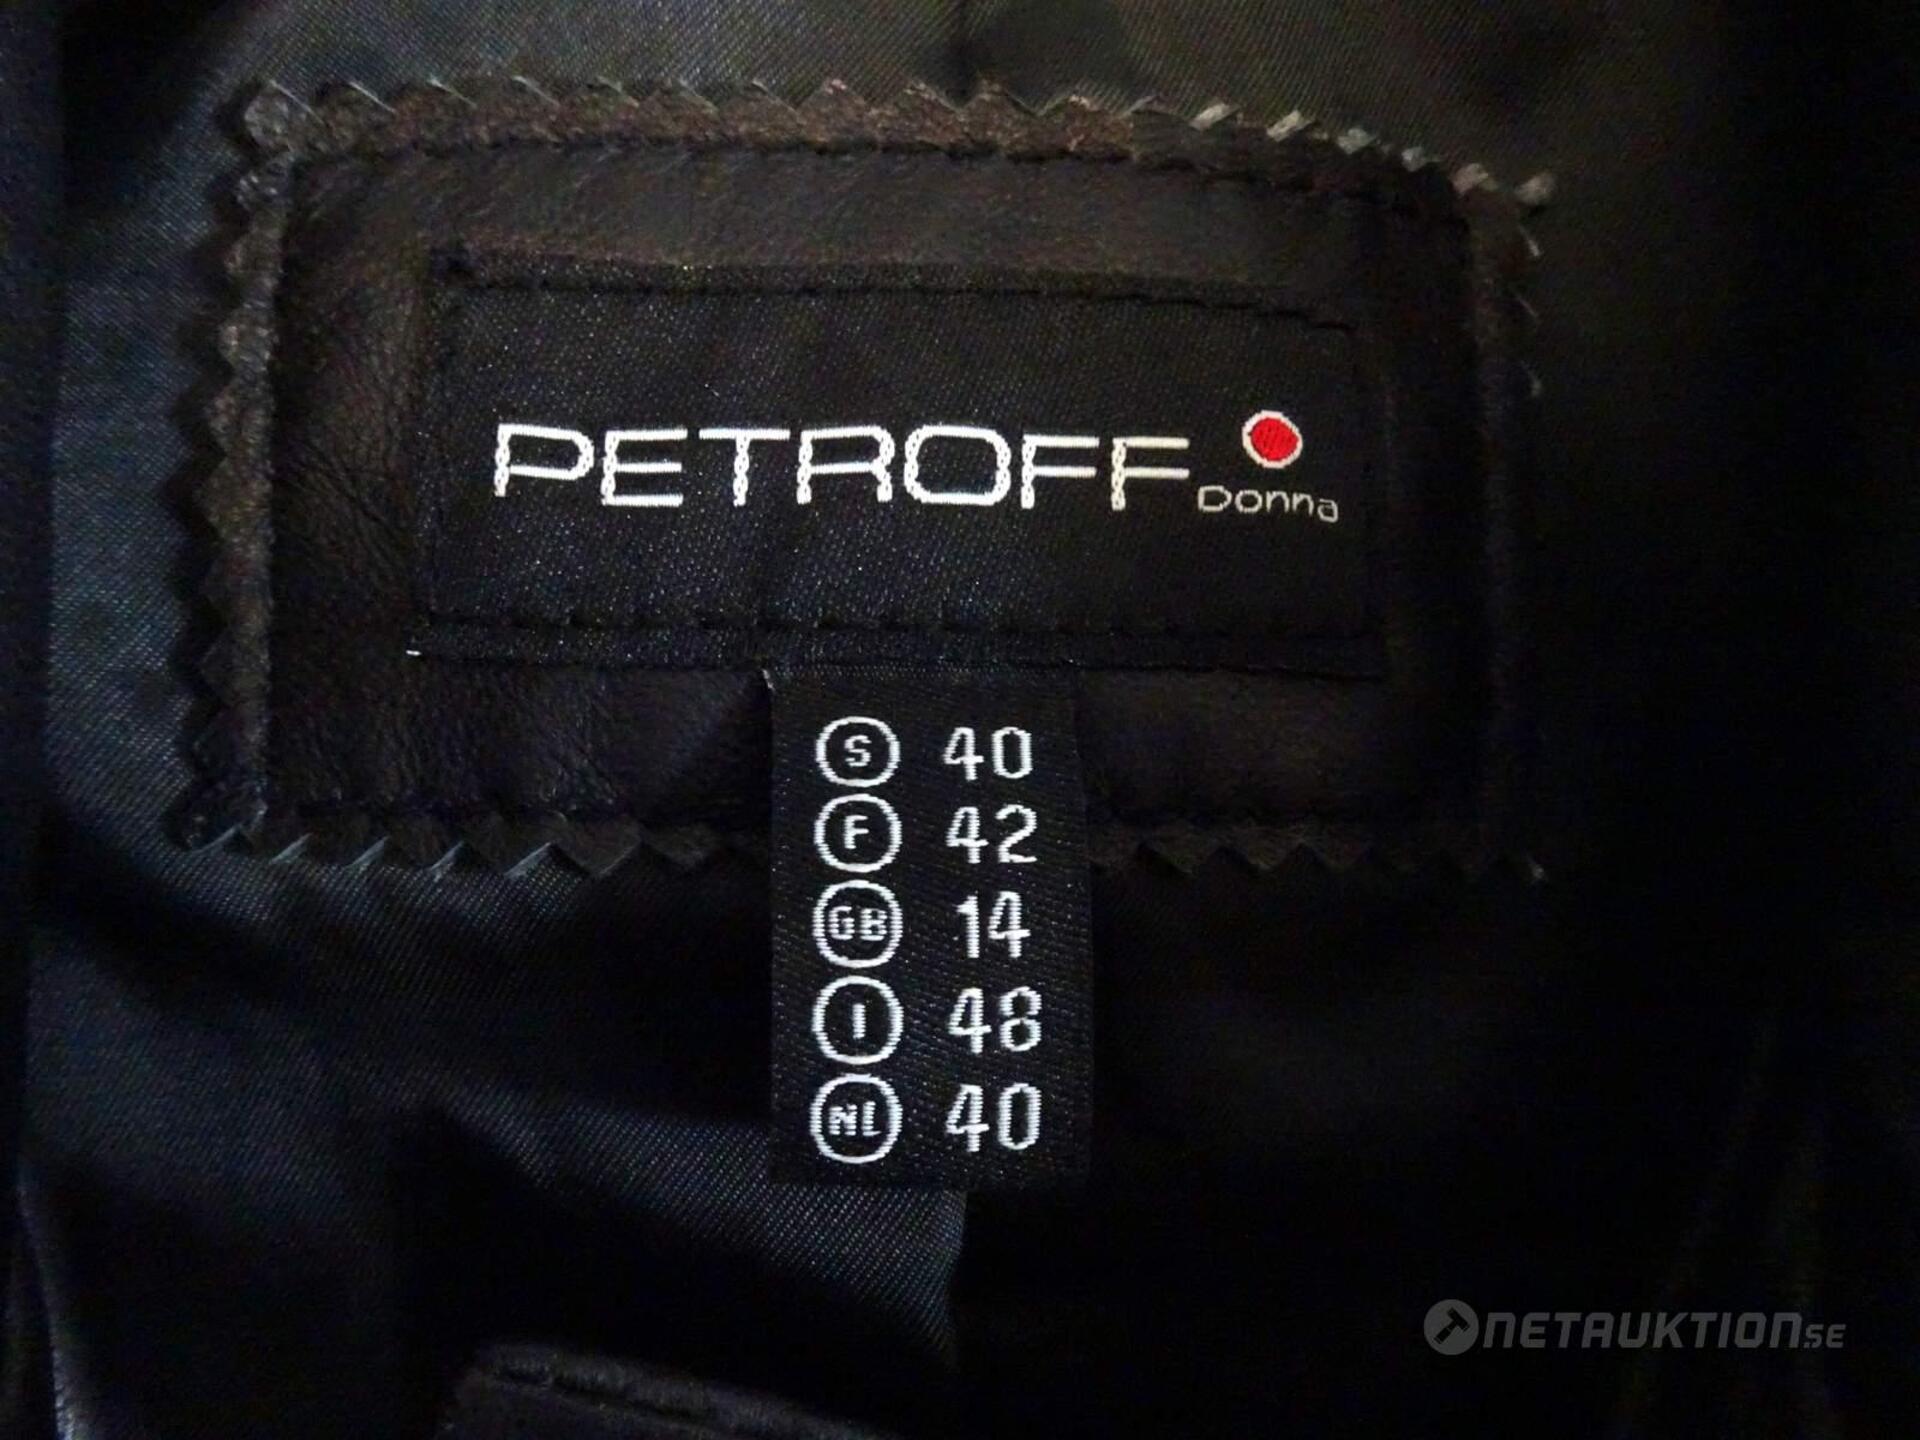 PETROFF
Donna
S 40
F 42
GB 14
I 48
NL 40
NETAUKTION.SE